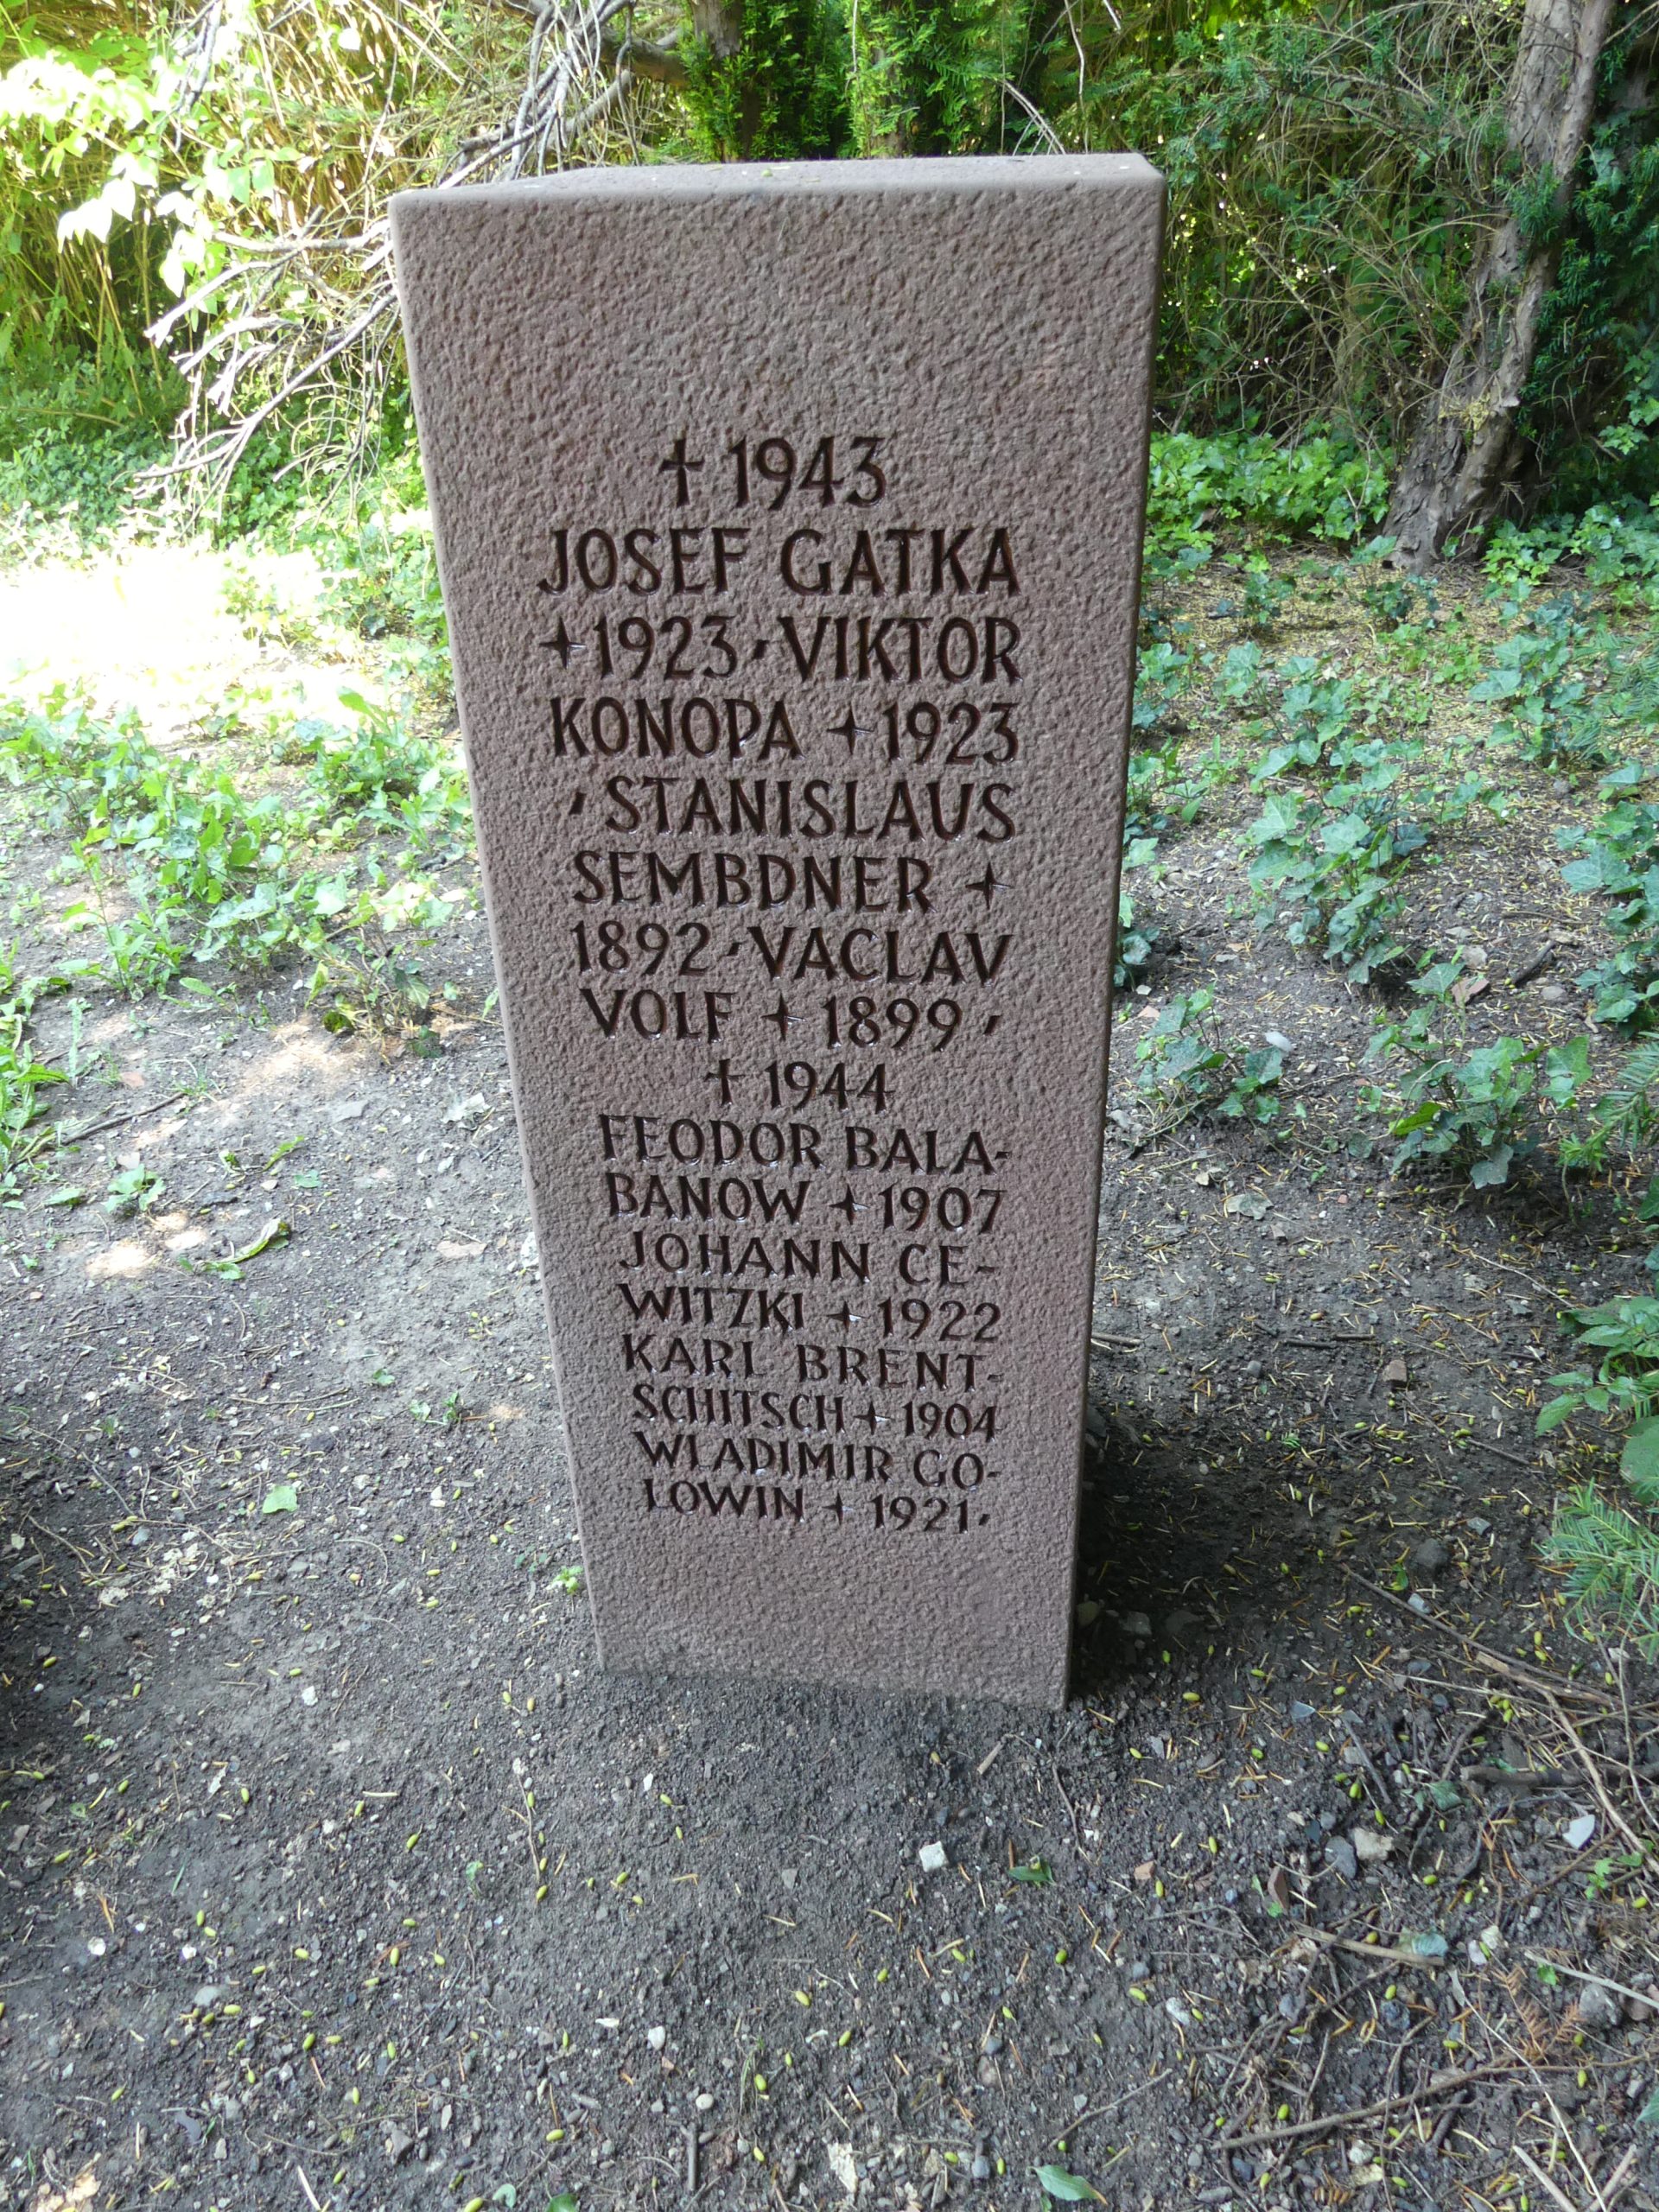 ✝ 1943
JOSEF GATKA
✦ 1923 · VIKTOR
KONOPA ✦ 1923
· STANISLAUS
SEMBDNER ✦
1892 · VACLAV
VOLF ✦ 1899 ·
✝ 1944
FEODOR BALA-
BANOW ✦ 1907
JOHANN CE-
WITZKI ✦ 1922
KARL BRENT-
SCHITSCH ✦ 1904
WLADIMIR GO-
LOWIN ✦ 1921 ·